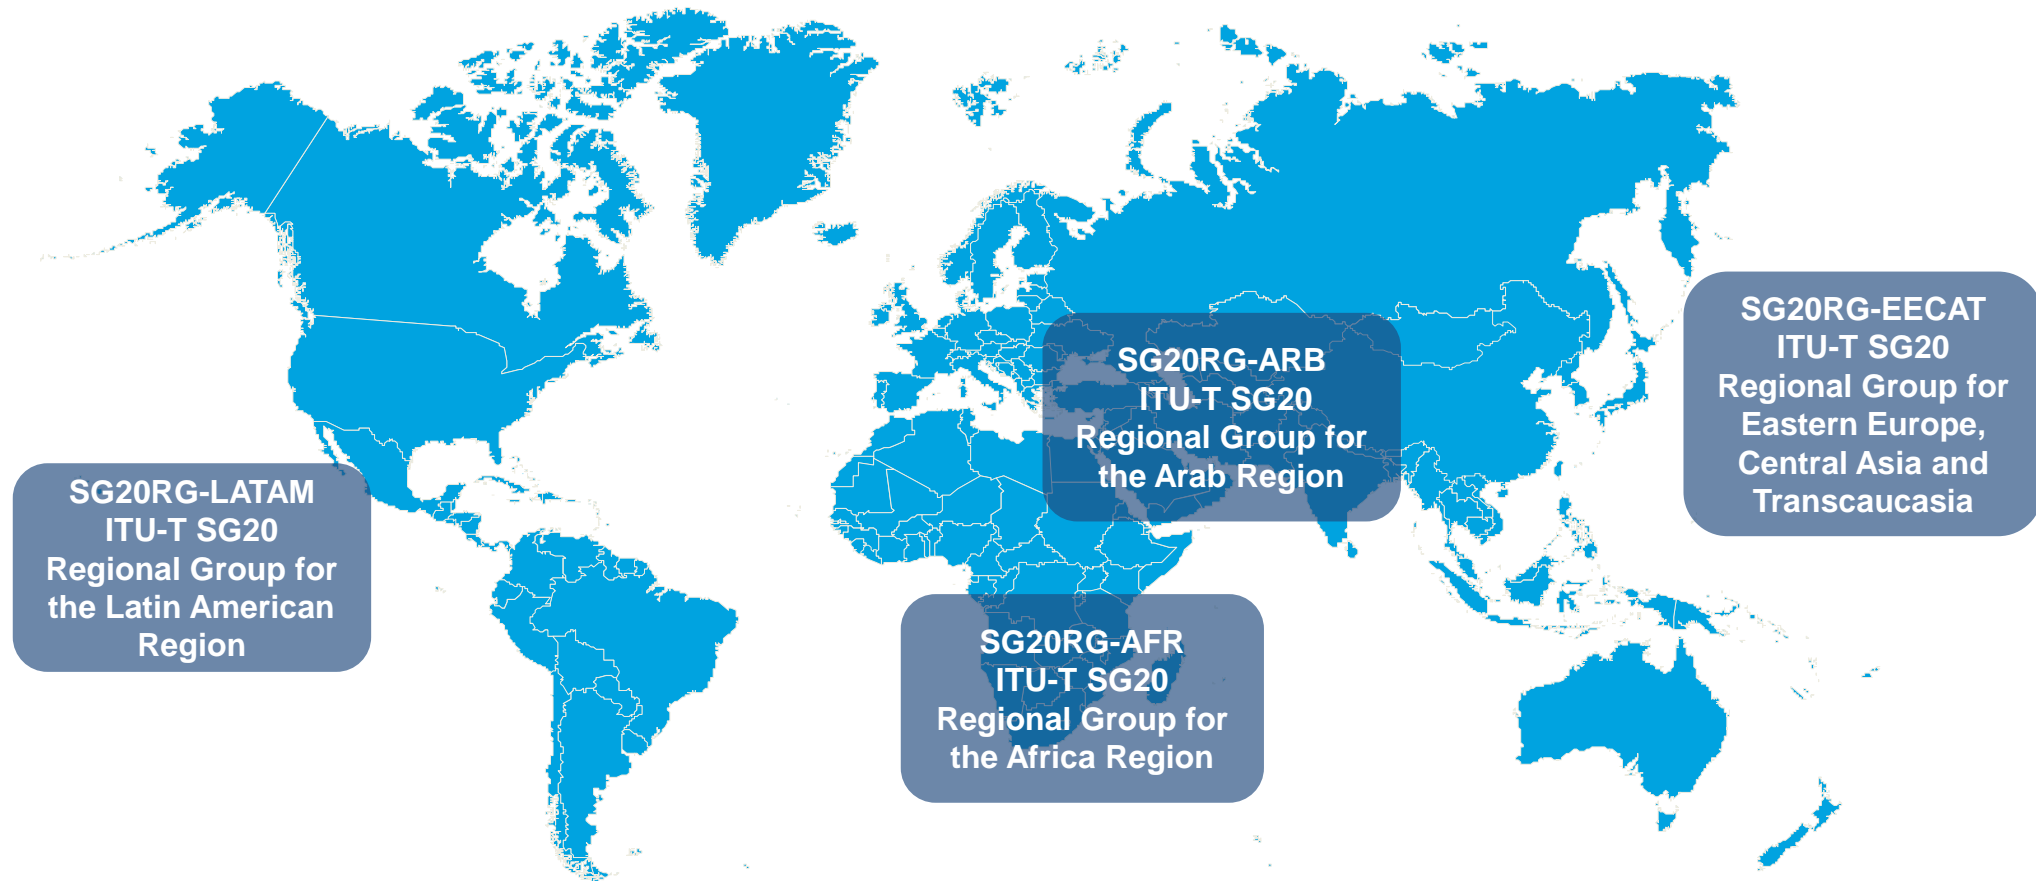 SG20RG-LATAM
ITU-T SG20
Regional Group for
the Latin American
Region
SG20RG-ARB
ITU-T SG20
Regional Group for
the Arab Region
SG20RG-AFR
ITU-T SG20
Regional Group for
the Africa Region
SG20RG-EECAT
ITU-T SG20
Regional Group for
Eastern Europe,
Central Asia and
Transcaucasia